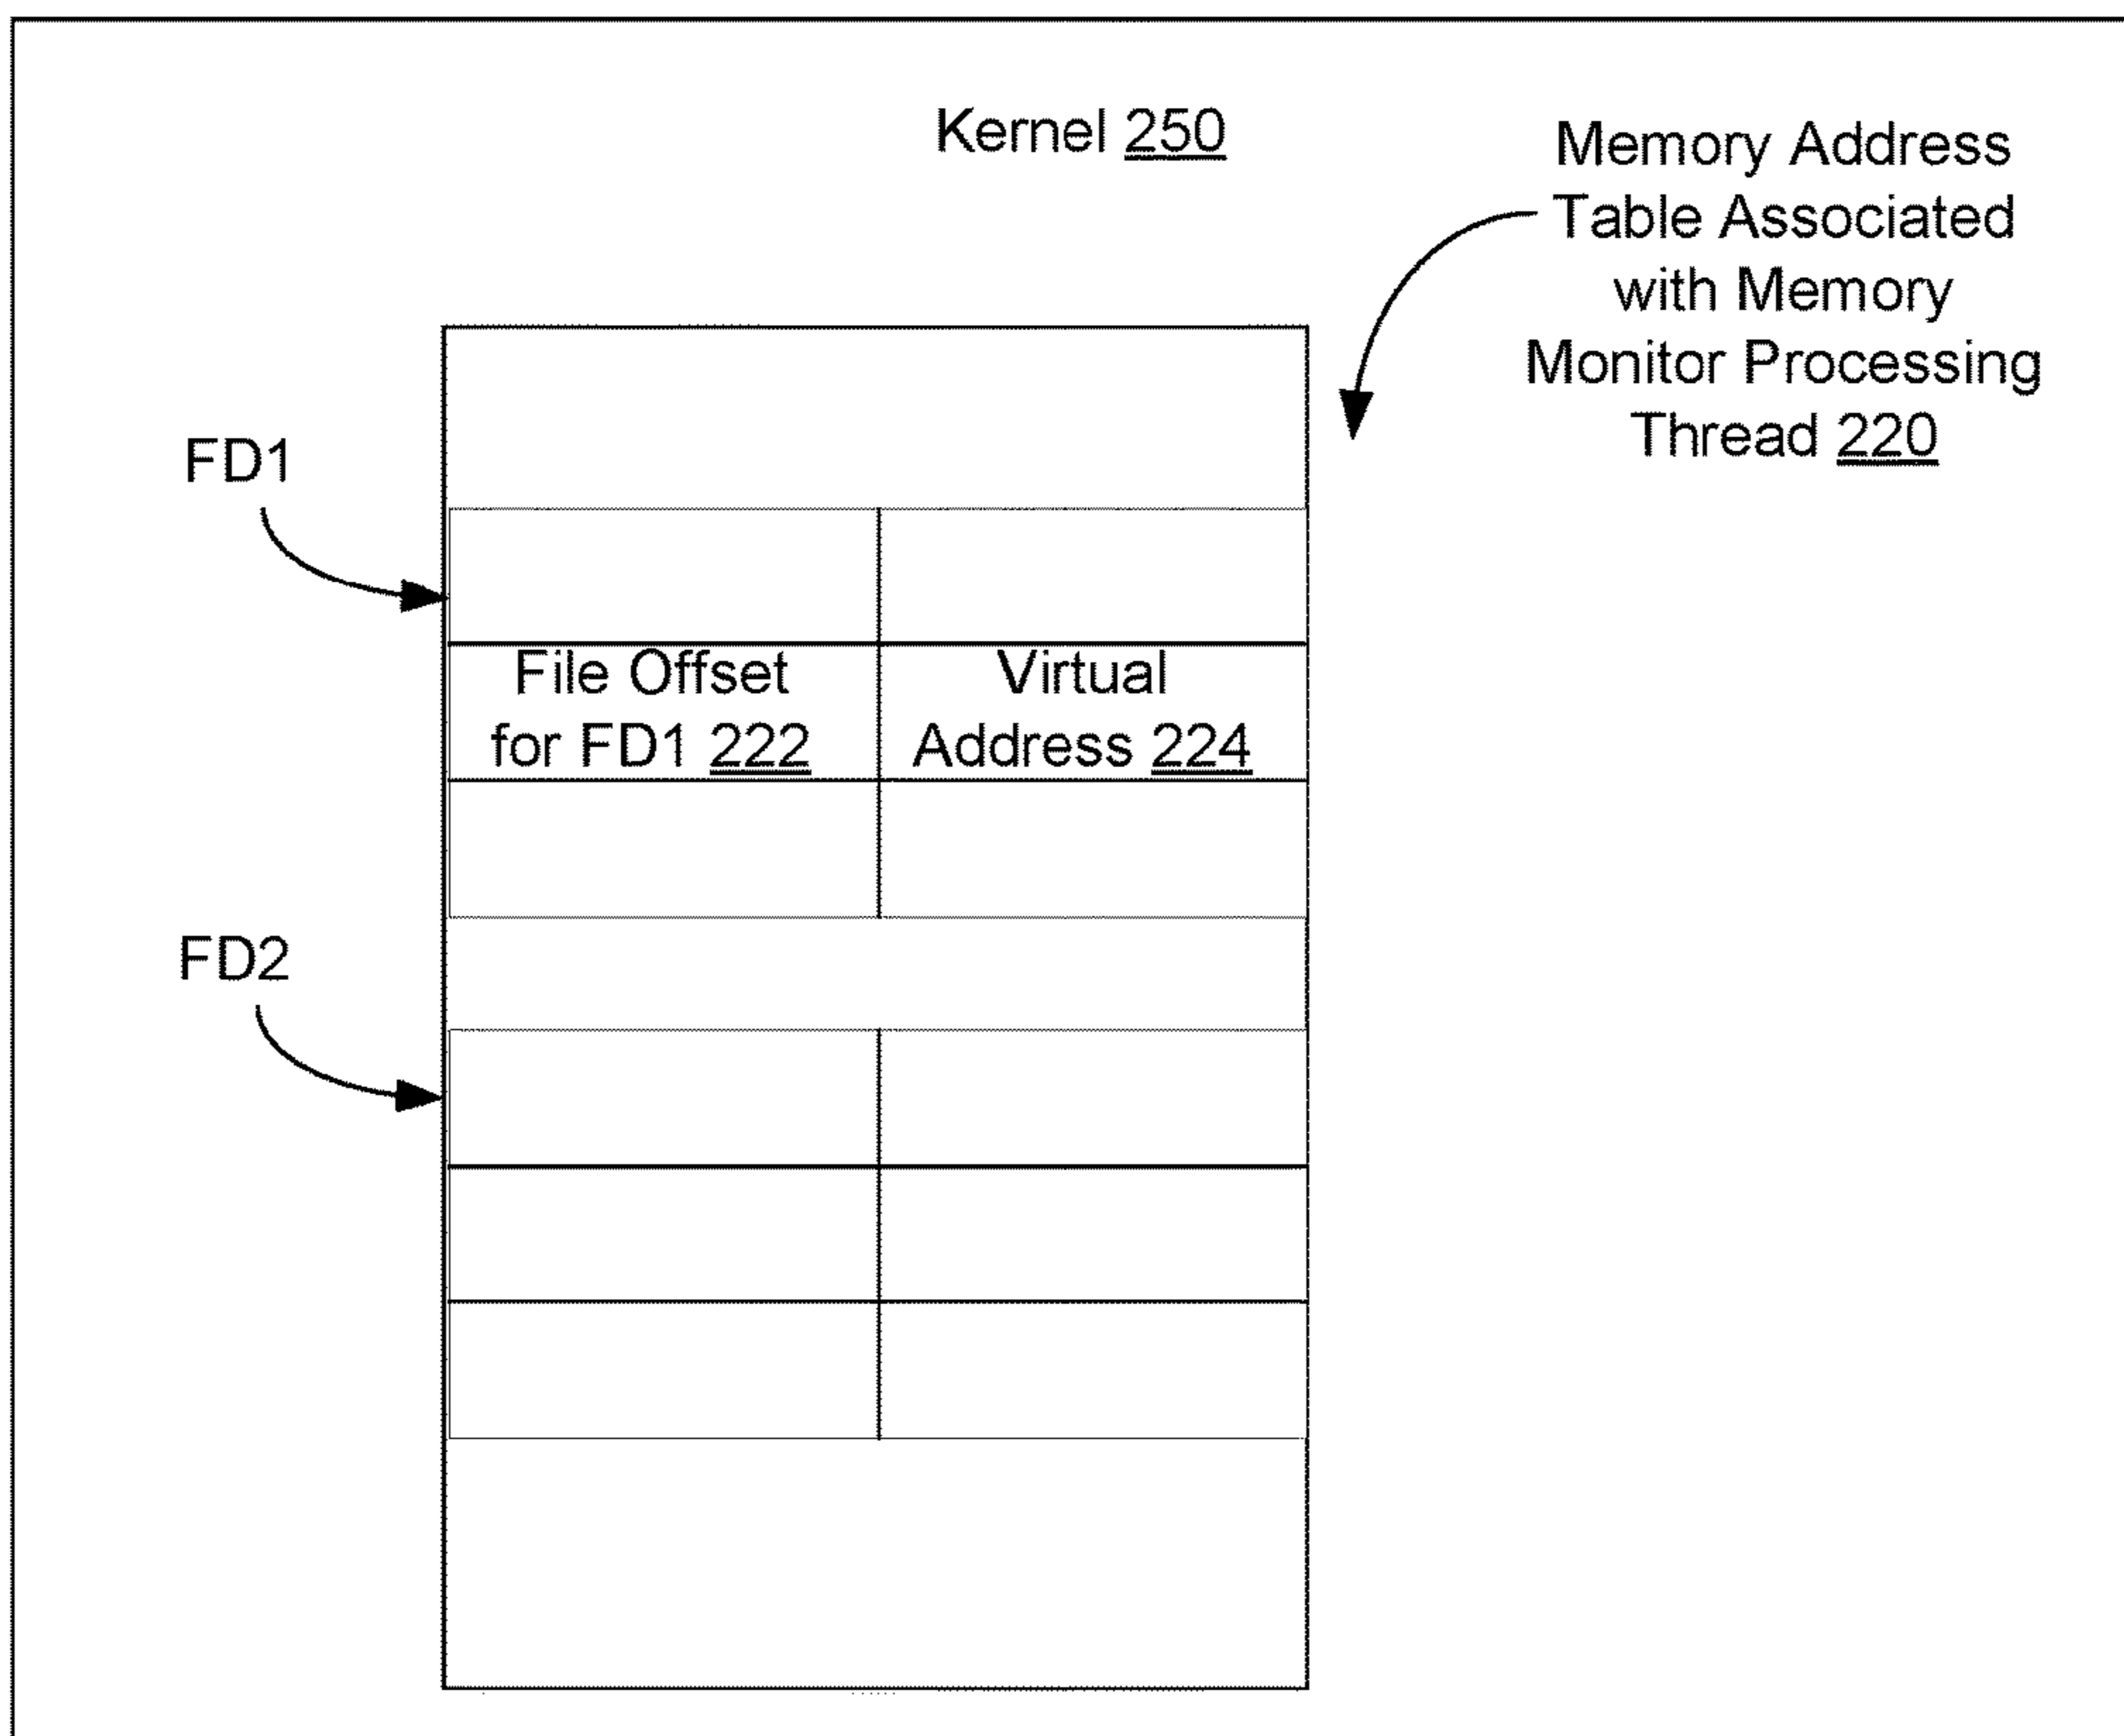 Kernel 250
Memory Address
Table Associated
with Memory
Monitor Processing
Thread 220
FD1
File Offset
for FD1 222
Virtual
Address 224
FD2